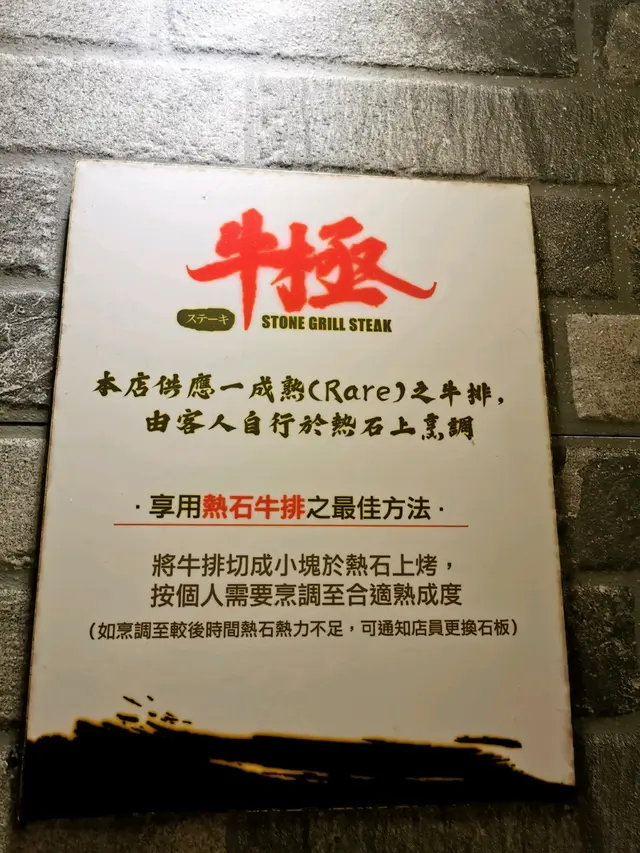 牛極
ステーキ STONE GRILL STEAK
本店供應一成熟(Rare)之牛排,
由客人自行於熱石上烹調
·享用熱石牛排之最佳方法·
將牛排切成小塊於熱石上烤，
按個人需要烹調至合適熟成度
(如烹調至較後時間熱石熱力不足，可通知店員更換石板)